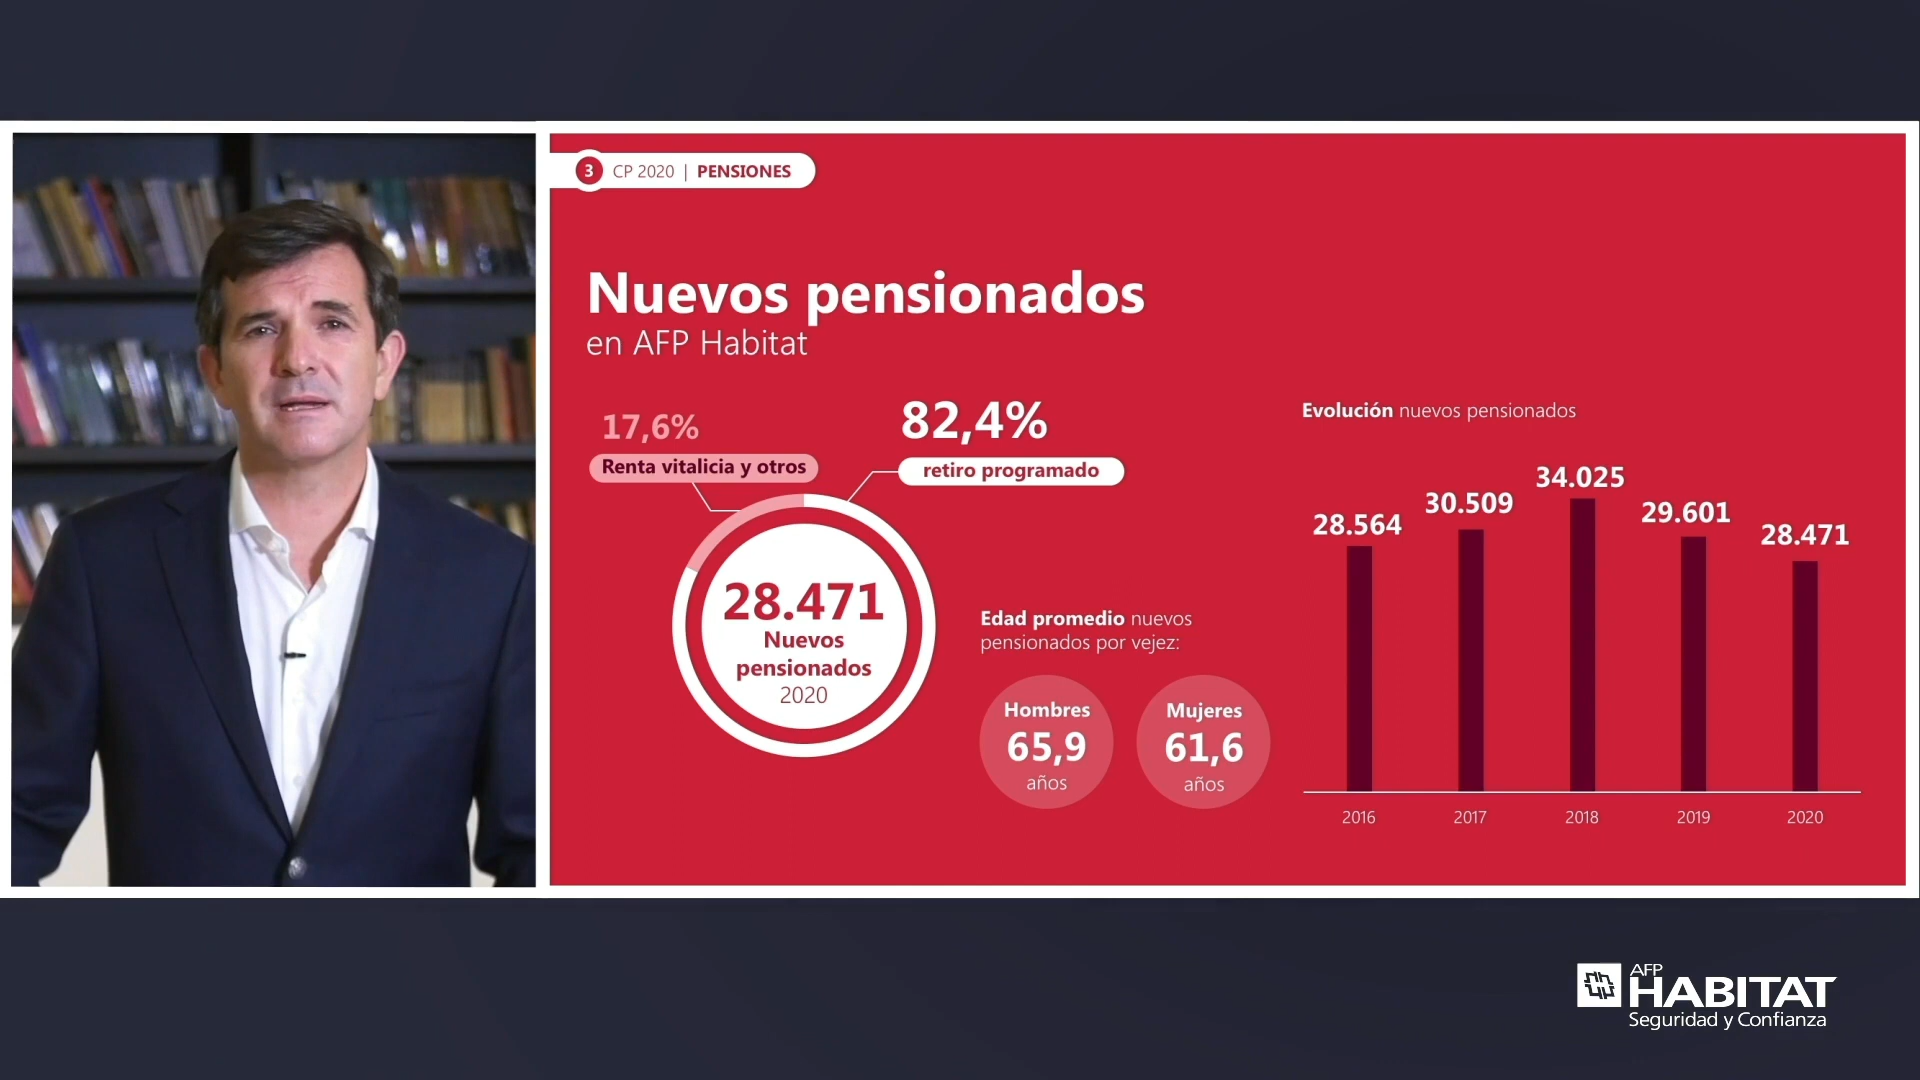 3 CP 2020 | PENSIONES
Nuevos pensionados
en AFP Habitat
17,6%
Renta vitalicia y otros
82,4%
retiro programado
28.471
Nuevos
pensionados
2020
Edad promedio nuevos
pensionados por vejez:
Hombres
65,9
años
Mujeres
61,6
años
Evolución nuevos pensionados
28.564
30.509
34.025
29.601
28.471
2016
2017
2018
2019
2020
AFP
HABITAT
Seguridad y Confianza